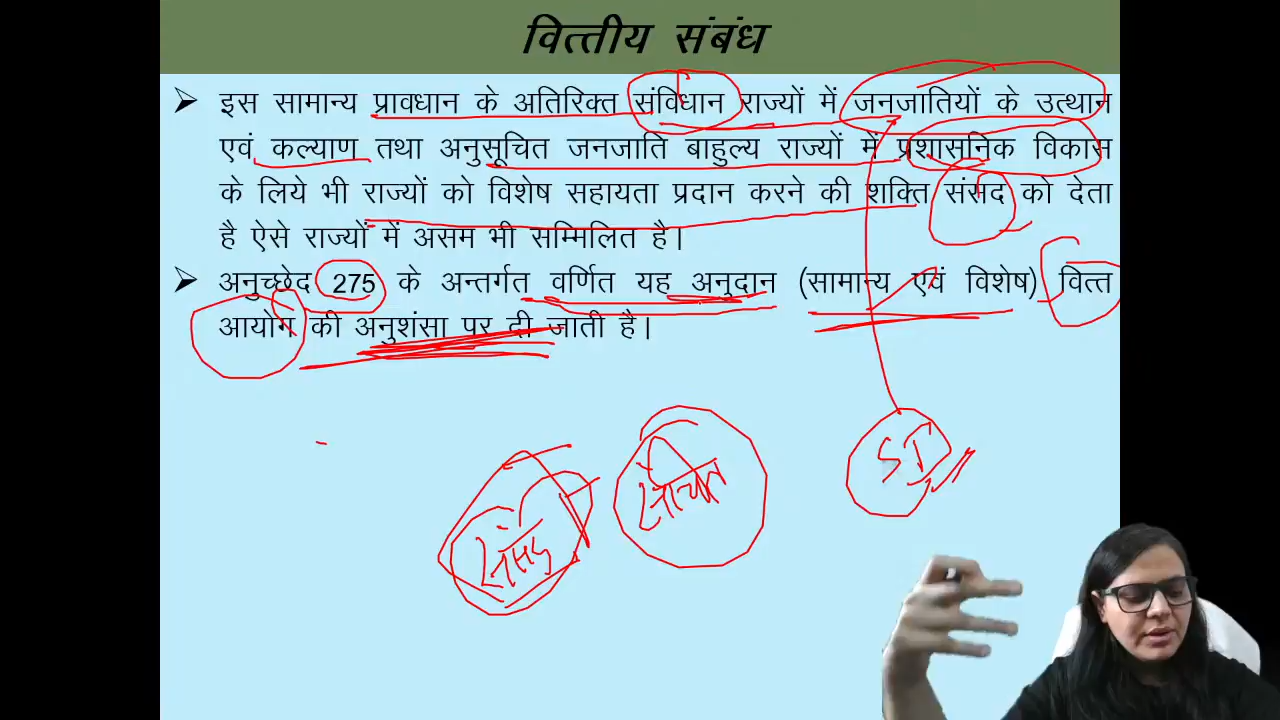 वित्तीय संबंध
➤ इस सामान्य प्रावधान के अतिरिक्त संविधान राज्यों में जनजातियों के उत्थान
एवं कल्याण तथा अनुसूचित जनजाति बाहुल्य राज्यों में प्रशासनिक विकास
के लिये भी राज्यों को विशेष सहायता प्रदान करने की शक्ति संसद को देता
है ऐसे राज्यों में असम भी सम्मिलित है।
➤ अनुच्छेद 275 के अन्तर्गत वर्णित यह अनुदान (सामान्य एवं विशेष) वित्त
आयोग की अनुशंसा पर दी जाती है।
ST
संसद